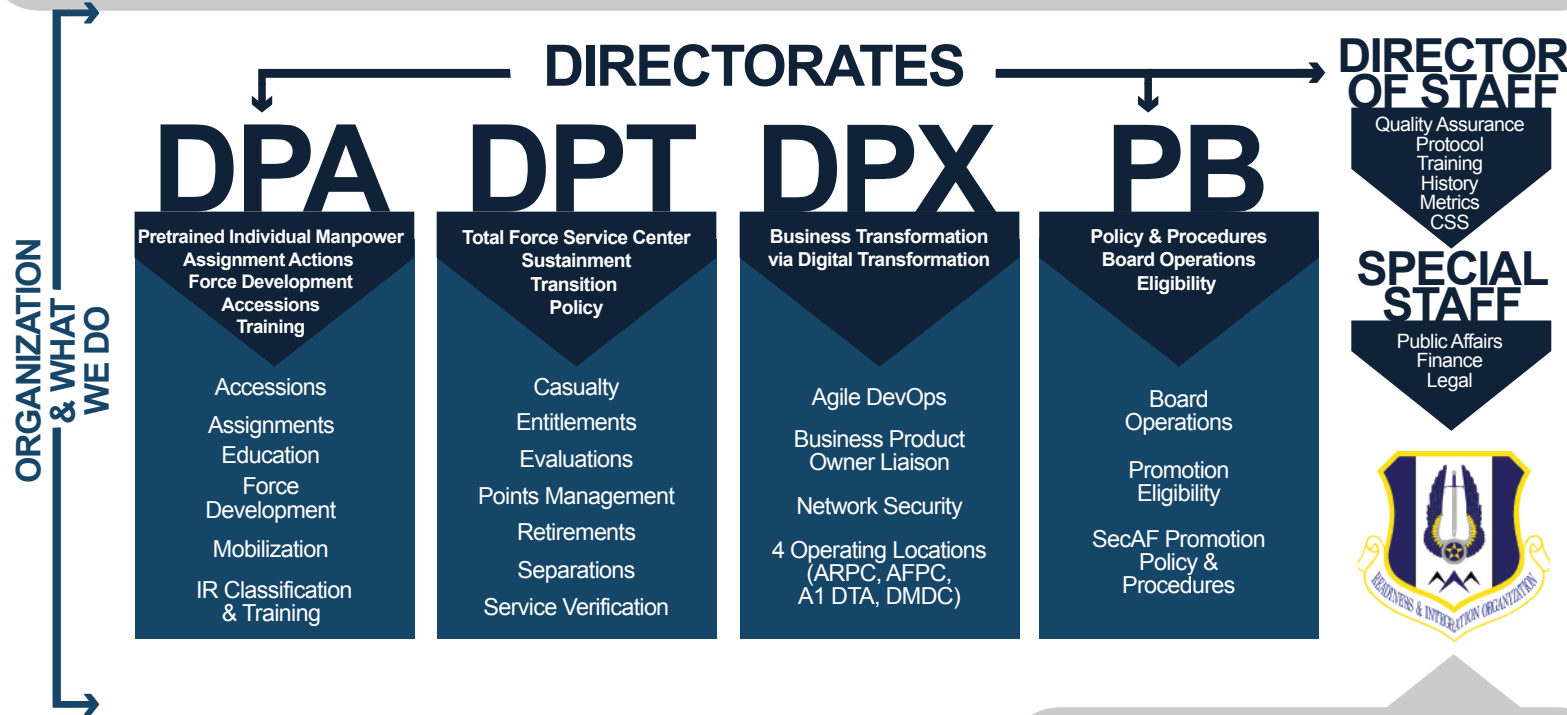 ORGANIZATION
& WHAT
WE DO
DIRECTORATES
DPA
Pretrained Individual Manpower
Assignment Actions
Force Development
Accessions
Training
Accessions
Assignments
Education
Force
Development
Mobilization
IR Classification
& Training
DPT
Total Force Service Center
Sustainment
Transition
Policy
Casualty
Entitlements
Evaluations
Points Management
Retirements
Separations
Service Verification
DPX
Business Transformation
via Digital Transformation
Agile DevOps
Business Product
Owner Liaison
Network Security
4 Operating Locations
(ARPC, AFPC,
A1 DTA, DMDC)
PB
Policy & Procedures
Board Operations
Eligibility
Board
Operations
Promotion
Eligibility
SecAF Promotion
Policy &
Procedures
DIRECTOR
OF STAFF
Quality Assurance
Protocol
Training
History
Metrics
CSS
SPECIAL
STAFF
Public Affairs
Finance
Legal
READINESS & INTEGRATION ORGANIZATION